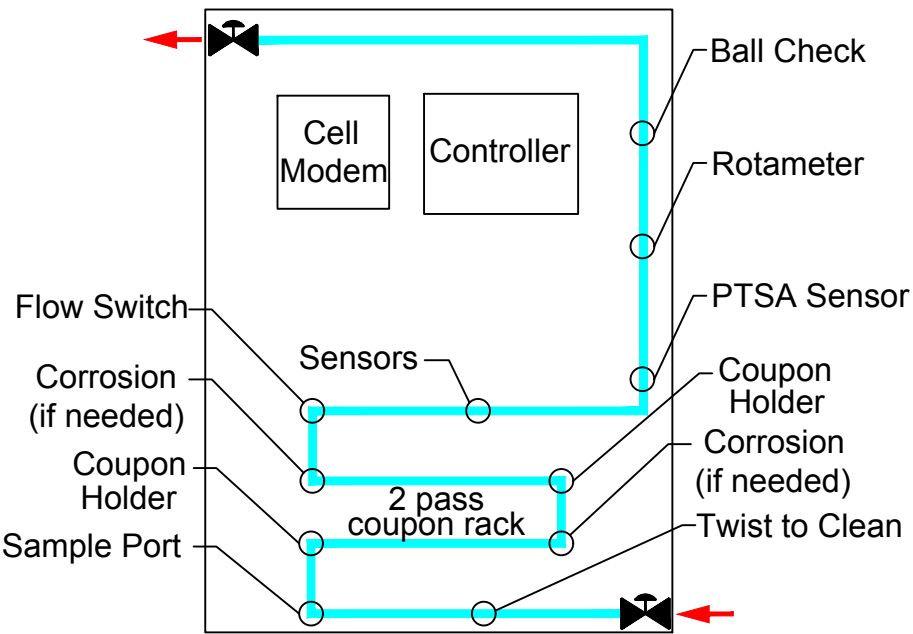 Ball Check
Cell
Modem
Controller
Rotameter
PTSA Sensor
Flow Switch
Sensors
Coupon
Holder
Corrosion
(if needed)
Corrosion
(if needed)
Coupon
Holder
2 pass
coupon rack
Twist to Clean
Sample Port